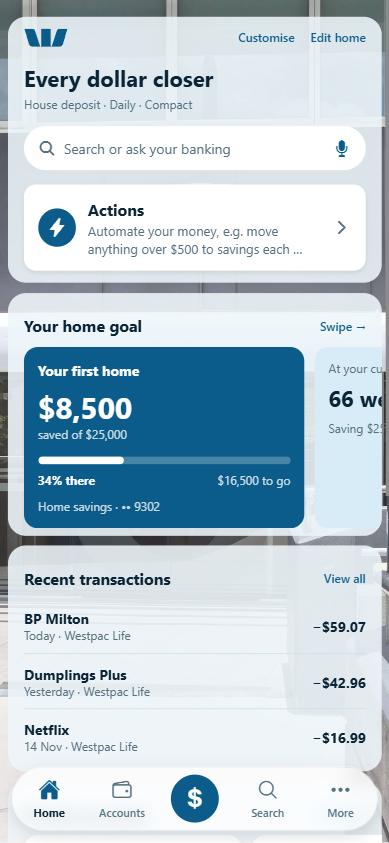 Customise Edit home
Every dollar closer
House deposit · Daily · Compact
Search or ask your banking
Actions
Automate your money, e.g. move
anything over $500 to savings each ...
Your home goal
Swipe →
Your first home
$8,500
saved of $25,000
34% there
$16,500 to go
Home savings · •• 9302
At your cu
66 we
Saving $25
Recent transactions
View all
BP Milton
–$59.07
Today · Westpac Life
Dumplings Plus
–$42.96
Yesterday · Westpac Life
Netflix
–$16.99
14 Nov · Westpac Life
Home
Accounts
$
Search
More